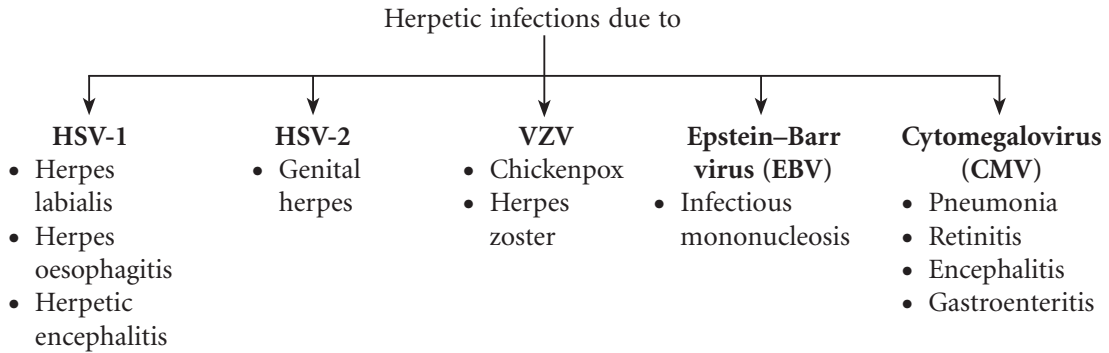 Herpetic infections due to
HSV-1
• Herpes
labialis
• Herpes
oesophagitis
• Herpetic
encephalitis
HSV-2
• Genital
herpes
VZV
• Chickenpox
• Herpes
zoster
Epstein–Barr
virus (EBV)
• Infectious
mononucleosis
Cytomegalovirus
(CMV)
• Pneumonia
• Retinitis
• Encephalitis
• Gastroenteritis